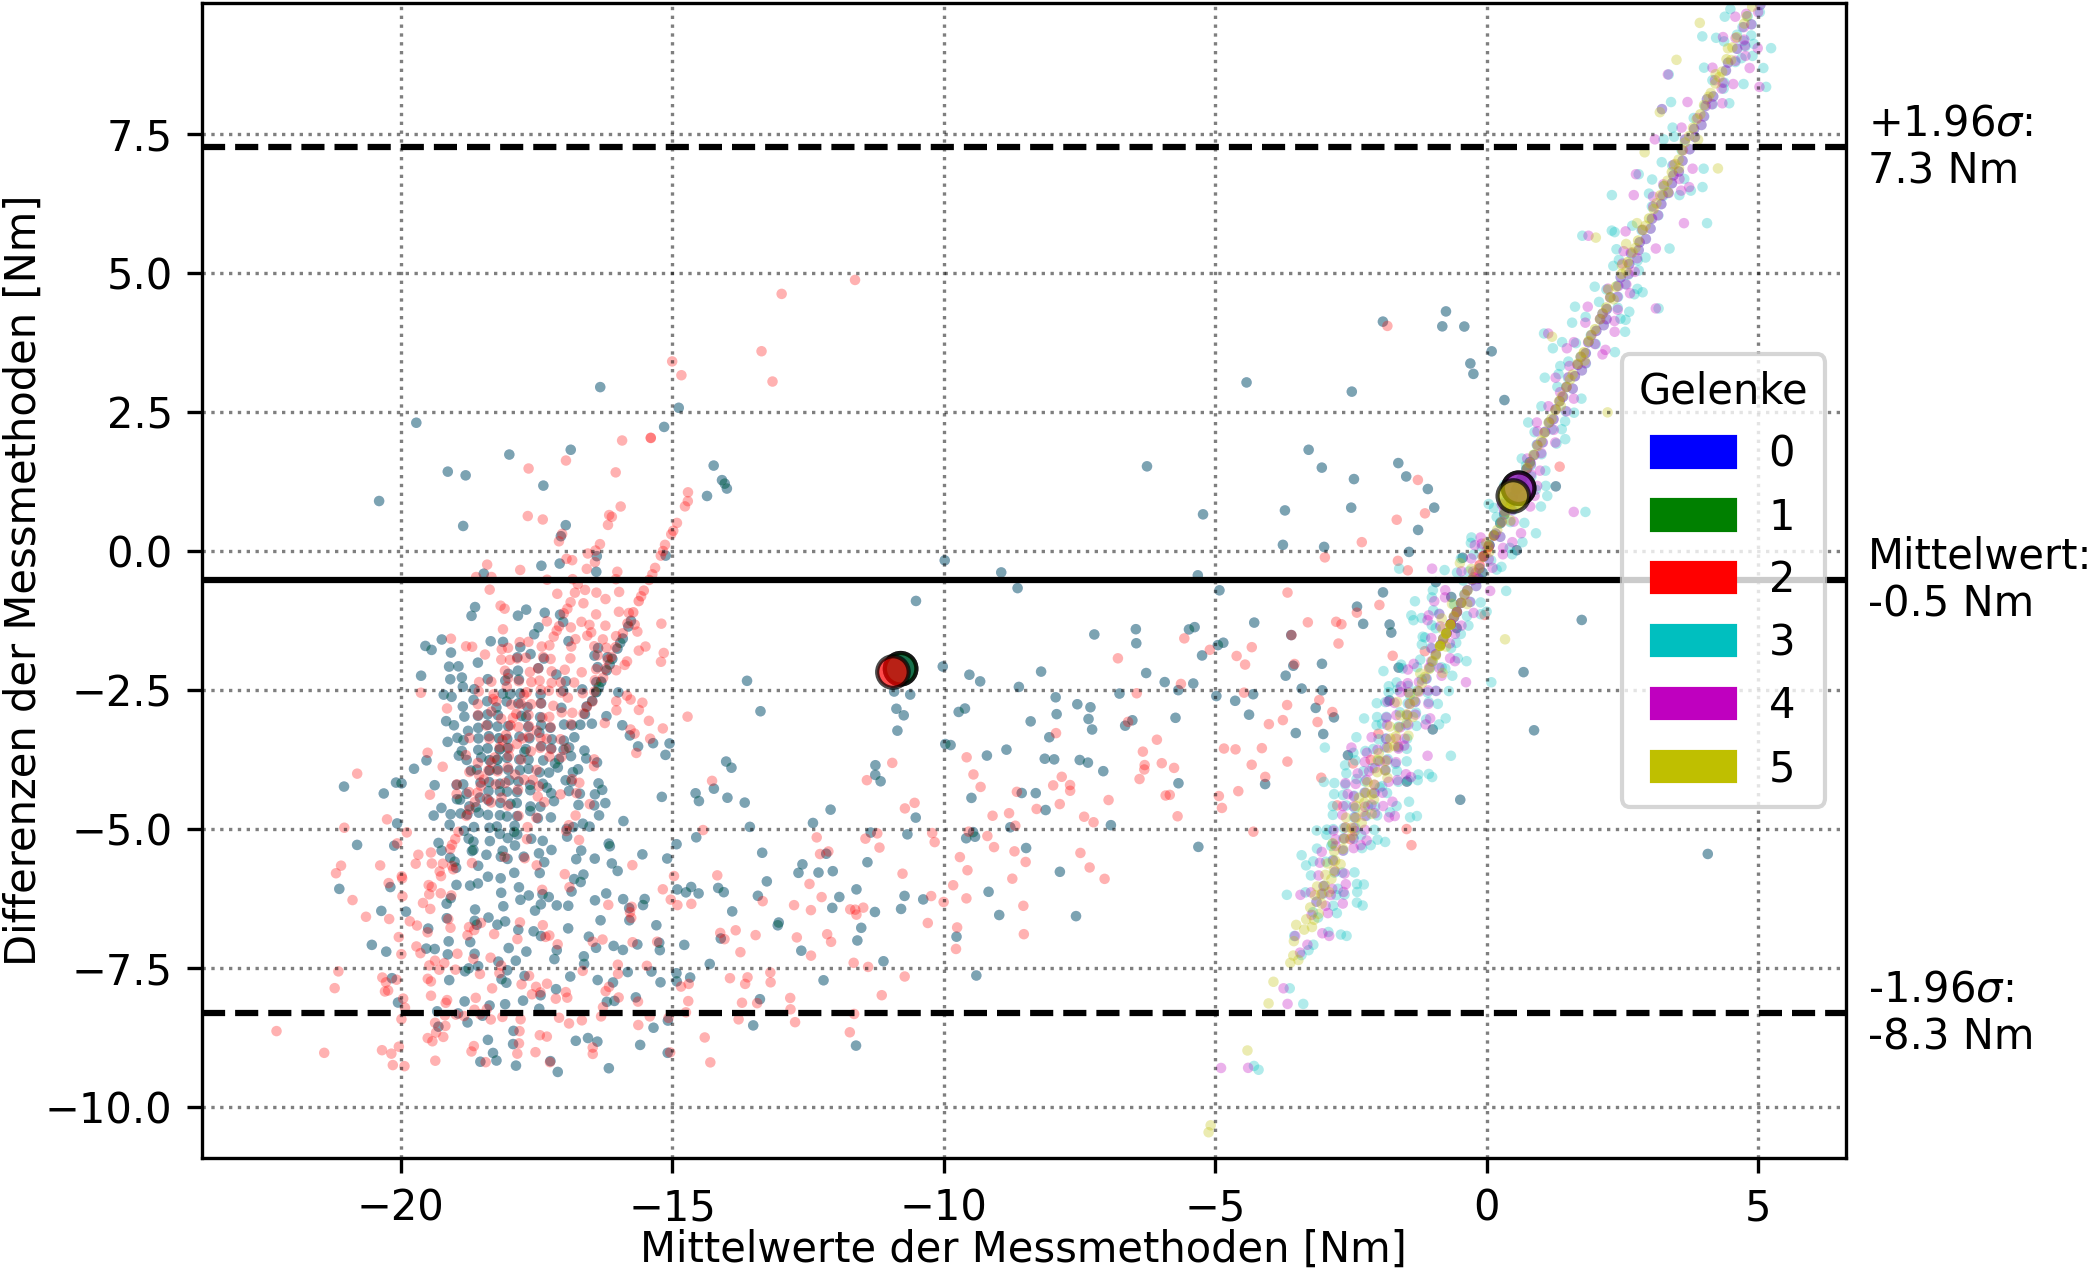 Differenzen der Messmethoden [Nm]
7.5
5.0
2.5
0.0
−2.5
−5.0
−7.5
−10.0
−20
−15
−10
−5
0
5
Mittelwerte der Messmethoden [Nm]
Gelenke
0
1
2
3
4
5
+1.96σ:
7.3 Nm
Mittelwert:
-0.5 Nm
-1.96σ:
-8.3 Nm